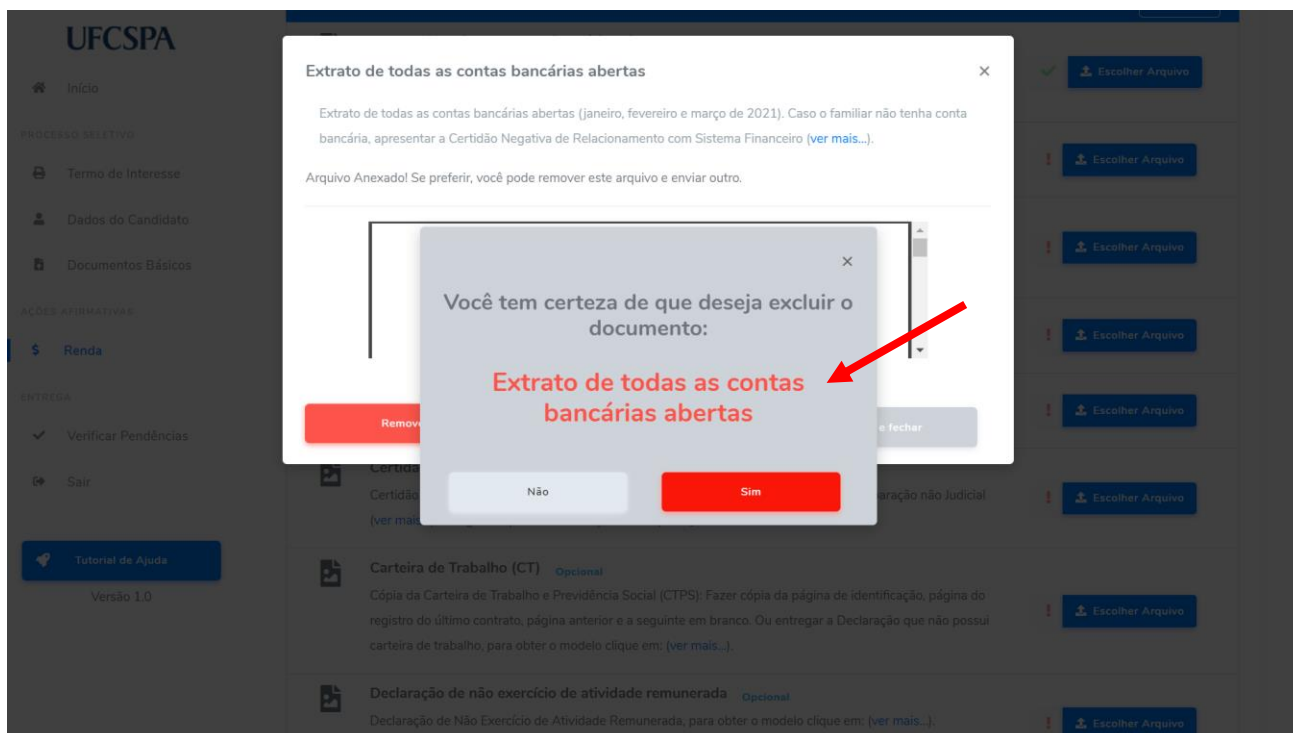 UFCSPA
Início
PROCESSO SELETIVO
Termo de Interesse
Dados do Candidato
Documentos Básicos
AÇÕES AFIRMATIVAS
$ Renda
ENTREGA
Verificar Pendências
Sair
Tutorial de Ajuda
Versão 1.0
Extrato de todas as contas bancárias abertas ×
Extrato de todas as contas bancárias abertas (janeiro, fevereiro e março de 2021). Caso o familiar não tenha conta
bancária, apresentar a Certidão Negativa de Relacionamento com Sistema Financeiro (ver mais...).
Arquivo Anexado! Se preferir, você pode remover este arquivo e enviar outro.
×
Você tem certeza de que deseja excluir o
documento:
Extrato de todas as contas
bancárias abertas
Não
Sim
Remov
e fechar
Certidã
Certidão
aração não Judicial
(ver mais
Carteira de Trabalho (CT) Opcional
Cópia da Carteira de Trabalho e Previdência Social (CTPS): Fazer cópia da página de identificação, página do
registro do último contrato, página anterior e a seguinte em branco. Ou entregar a Declaração que não possui
carteira de trabalho, para obter o modelo clique em: (ver mais...).
Declaração de não exercício de atividade remunerada Opcional
Declaração de Não Exercício de Atividade Remunerada, para obter o modelo clique em: (ver mais...).
Escolher Arquivo
! Escolher Arquivo
! Escolher Arquivo
! Escolher Arquivo
! Escolher Arquivo
! Escolher Arquivo
! Escolher Arquivo
! Escolher Arquivo